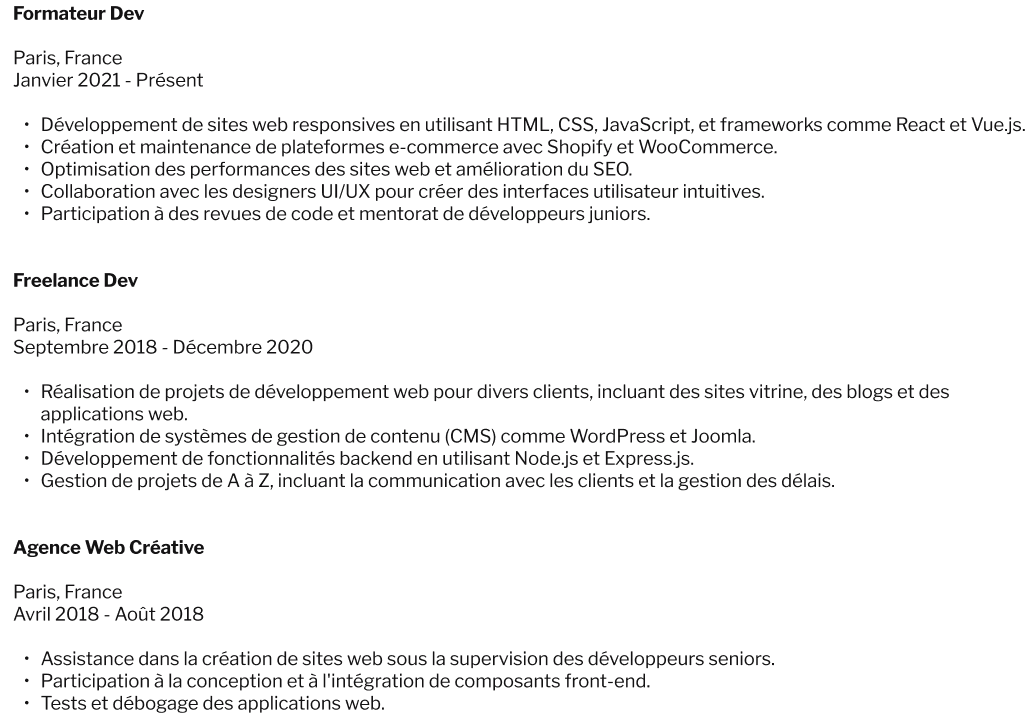 Formateur Dev
Paris, France
Janvier 2021 - Présent
• Développement de sites web responsives en utilisant HTML, CSS, JavaScript, et frameworks comme React et Vue.js.
• Création et maintenance de plateformes e-commerce avec Shopify et WooCommerce.
• Optimisation des performances des sites web et amélioration du SEO.
• Collaboration avec les designers UI/UX pour créer des interfaces utilisateur intuitives.
• Participation à des revues de code et mentorat de développeurs juniors.
Freelance Dev
Paris, France
Septembre 2018 - Décembre 2020
• Réalisation de projets de développement web pour divers clients, incluant des sites vitrine, des blogs et des
applications web.
• Intégration de systèmes de gestion de contenu (CMS) comme WordPress et Joomla.
• Développement de fonctionnalités backend en utilisant Node.js et Express.js.
• Gestion de projets de A à Z, incluant la communication avec les clients et la gestion des délais.
Agence Web Créative
Paris, France
Avril 2018 - Août 2018
• Assistance dans la création de sites web sous la supervision des développeurs seniors.
• Participation à la conception et à l'intégration de composants front-end.
• Tests et débogage des applications web.